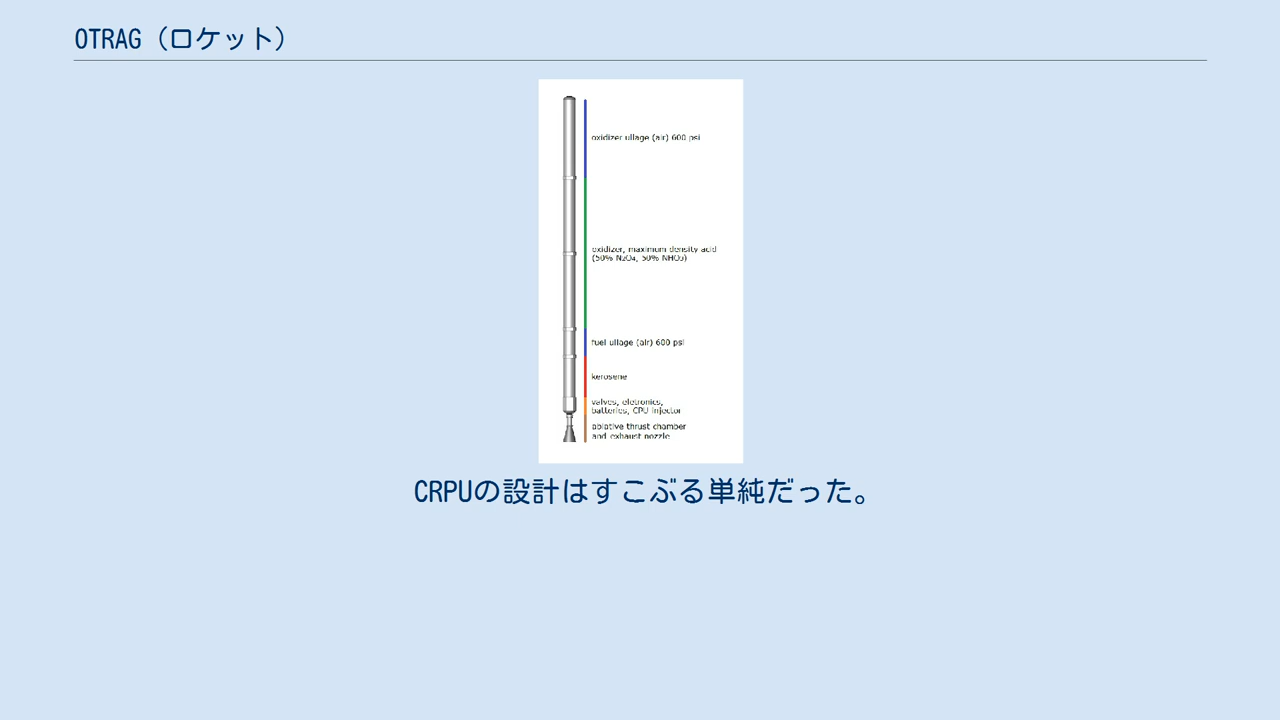 OTRAG（ロケット）
oxidizer ullage (air) 600 psi
oxidizer, maximum density acid
(50% N₂O₄, 50% NHO₃)
fuel ullage (air) 600 psi
kerosene
valves, eletronics,
batteries, CPU injector
ablative thrust chamber
and exhaust nozzle
CRPUの設計はすこぶる単純だった。